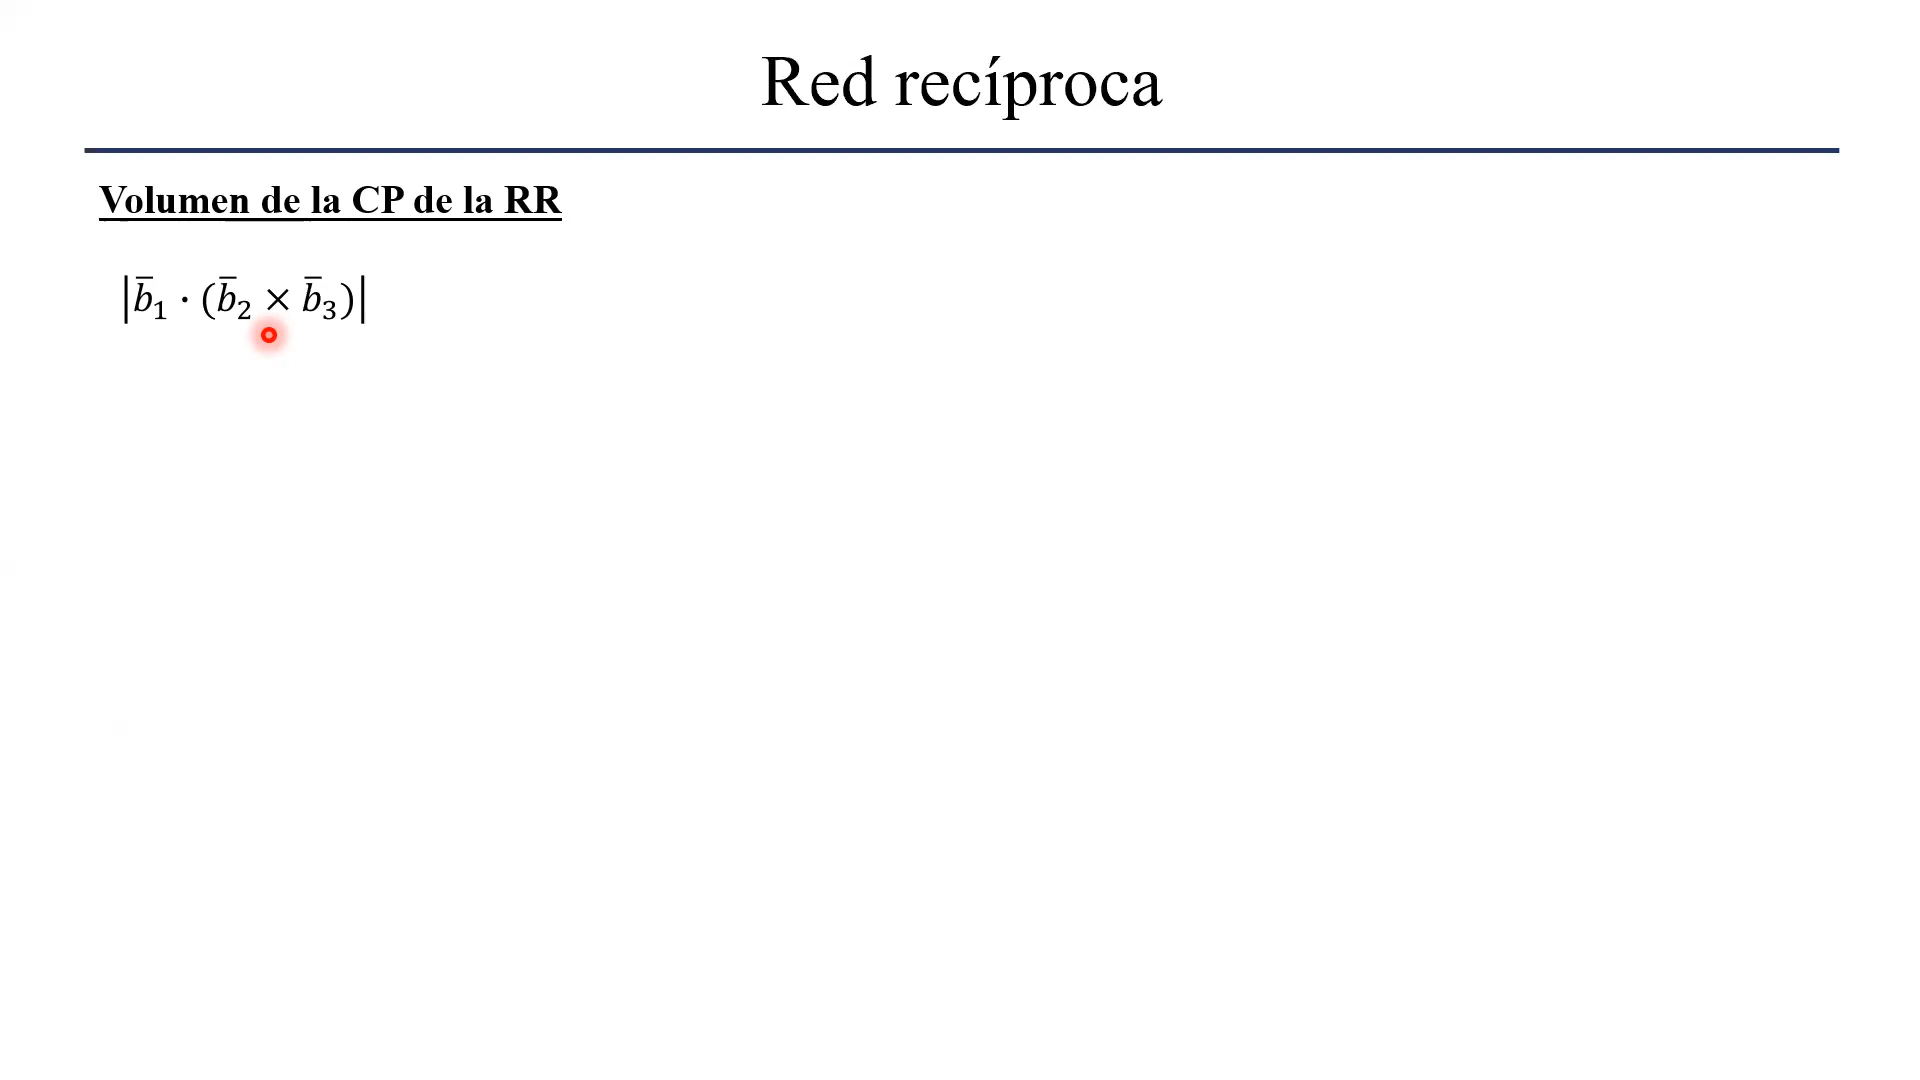 Red recíproca
Volumen de la CP de la RR
|b̅₁ · (b̅₂ × b̅₃)|